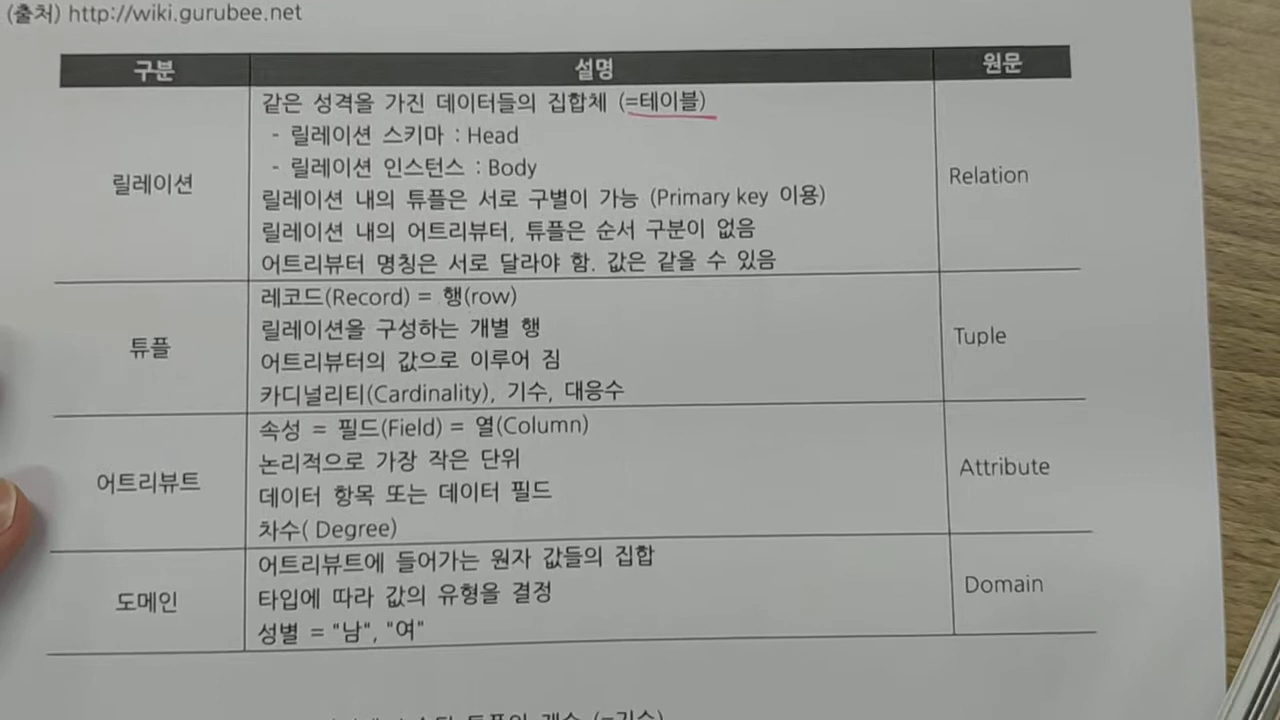 (출처) http://wiki.gurubee.net
구분 설명 원문
릴레이션
같은 성격을 가진 데이터들의 집합체 (=테이블)
- 릴레이션 스키마 : Head
- 릴레이션 인스턴스 : Body
릴레이션 내의 튜플은 서로 구별이 가능 (Primary key 이용)
릴레이션 내의 어트리뷰터, 튜플은 순서 구분이 없음
어트리뷰터 명칭은 서로 달라야 함. 값은 같을 수 있음
Relation
튜플
레코드(Record) = 행(row)
릴레이션을 구성하는 개별 행
어트리뷰터의 값으로 이루어 짐
카디널리티(Cardinality), 기수, 대응수
Tuple
어트리뷰트
속성 = 필드(Field) = 열(Column)
논리적으로 가장 작은 단위
데이터 항목 또는 데이터 필드
차수( Degree)
Attribute
도메인
어트리뷰트에 들어가는 원자 값들의 집합
타입에 따라 값의 유형을 결정
성별 = "남", "여"
Domain
튜플의 개수 (=기수)